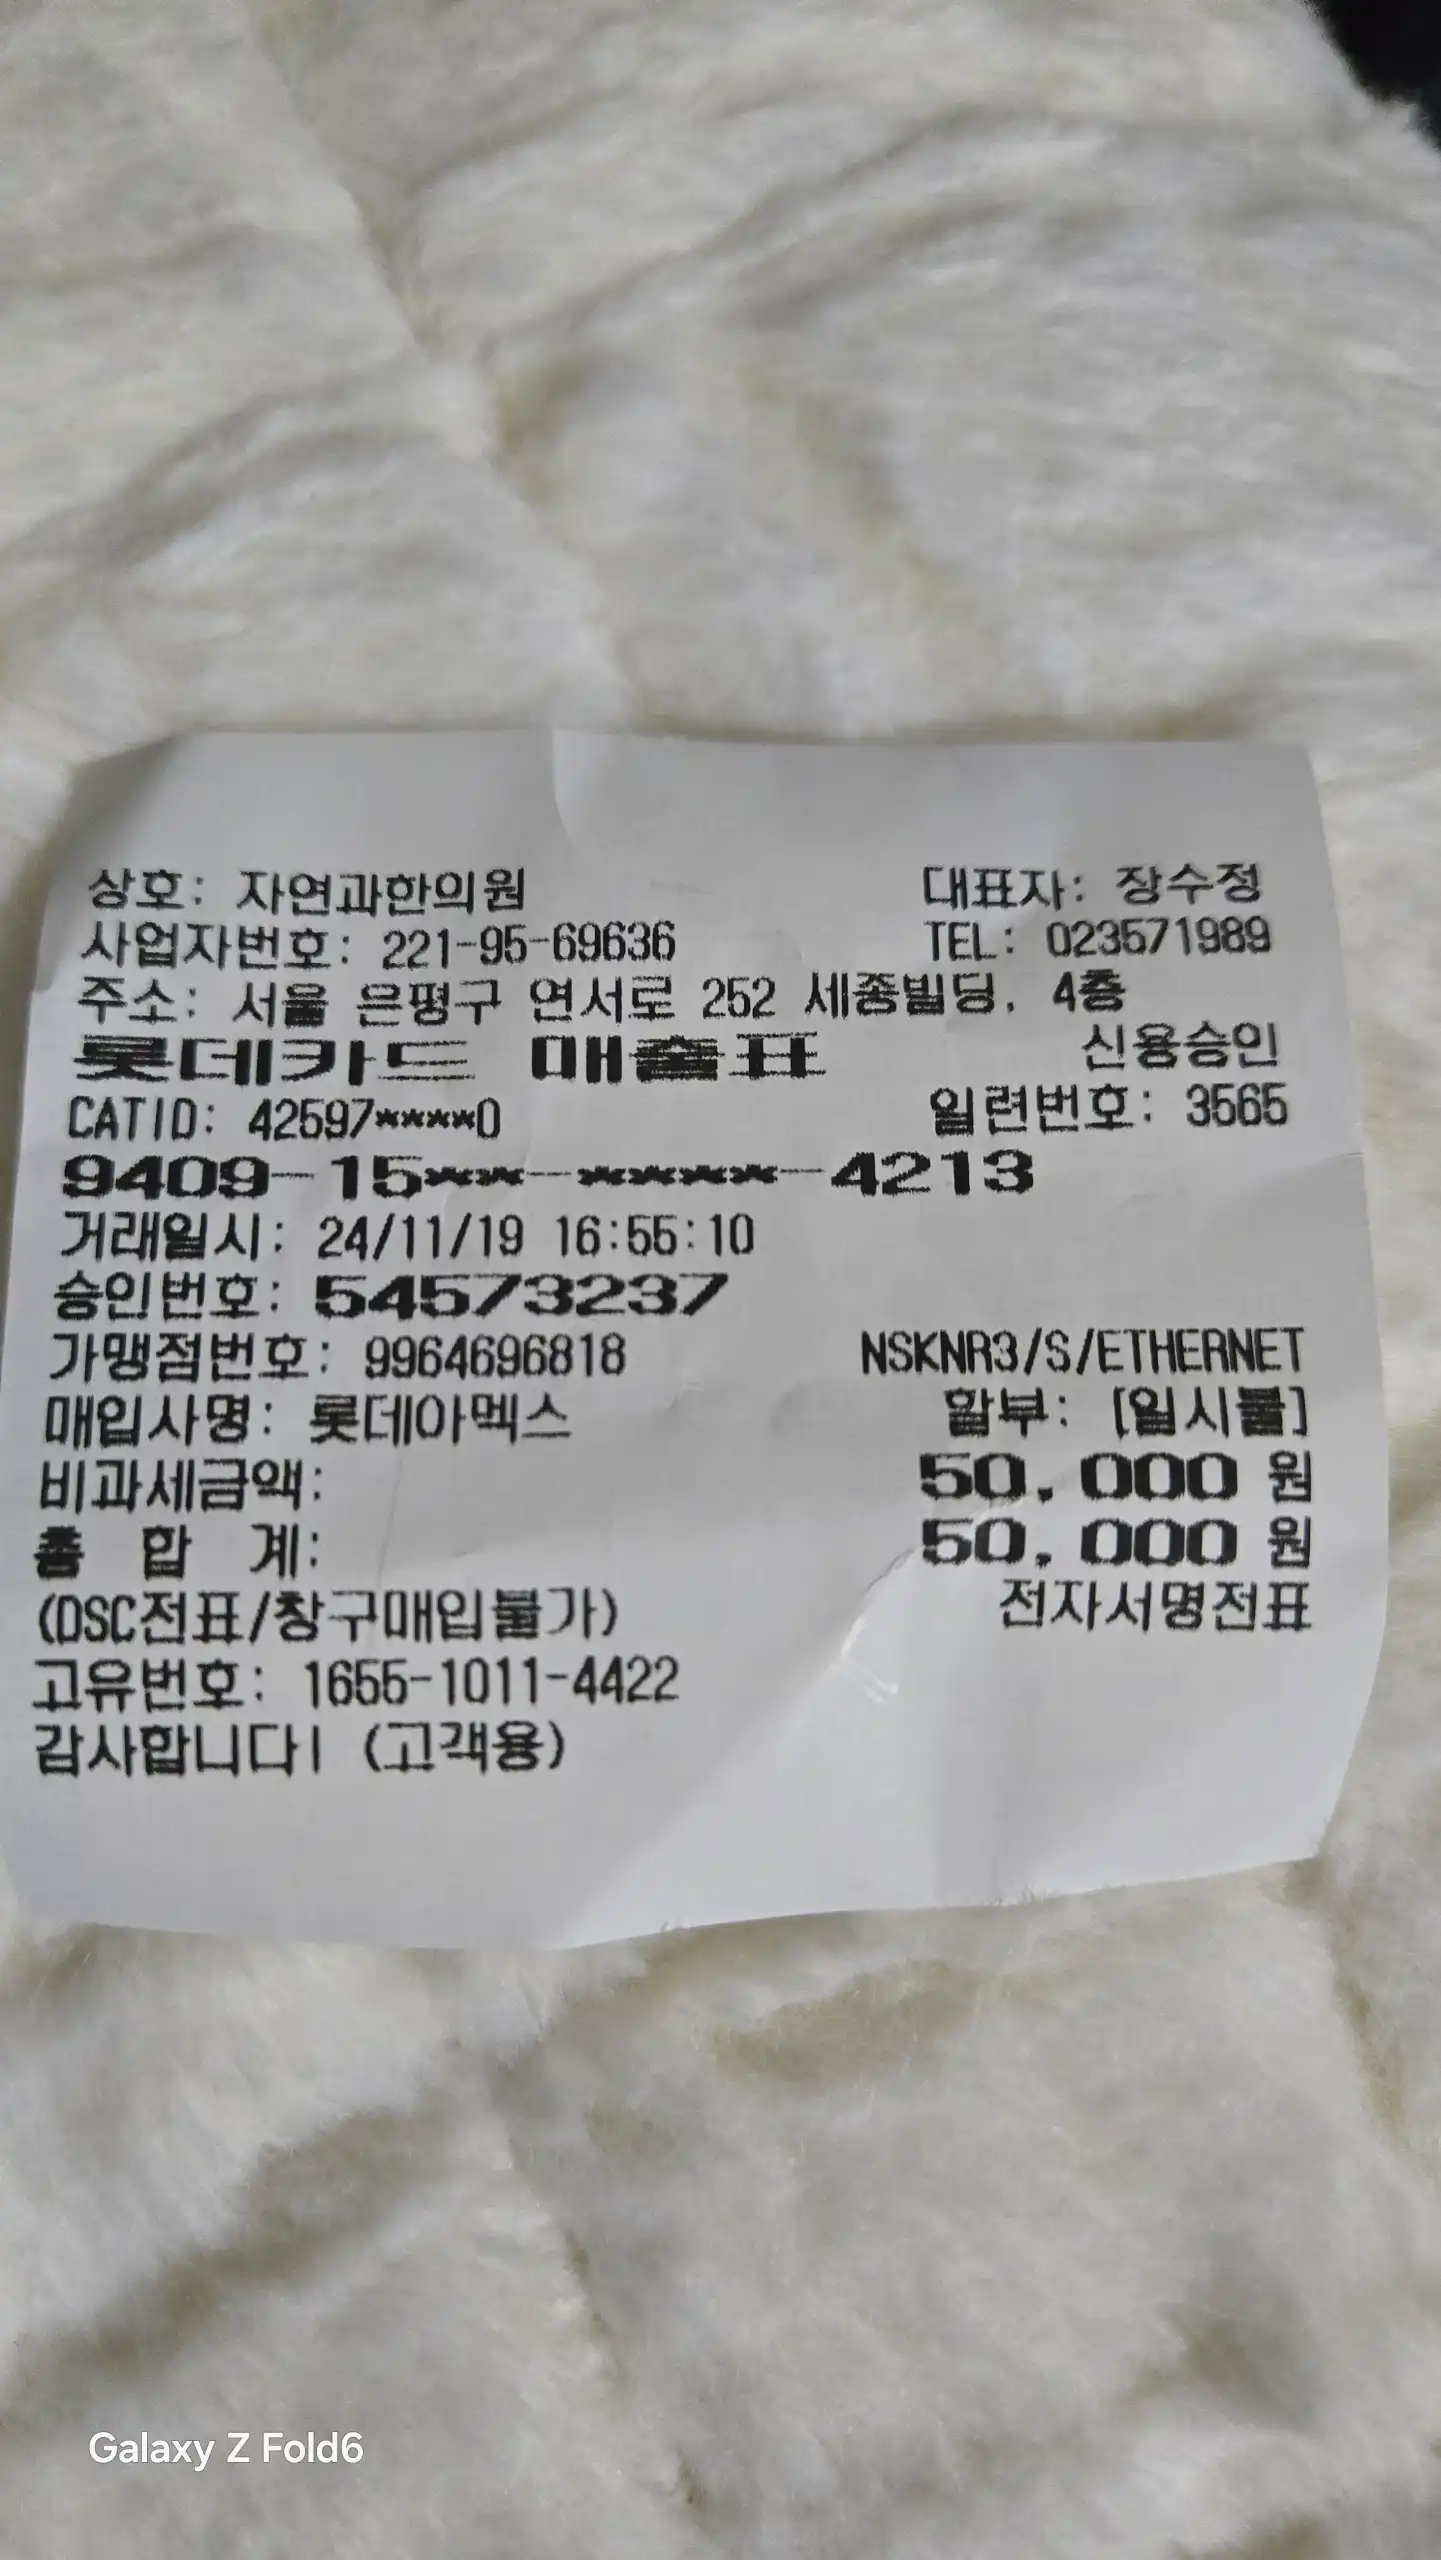 상호: 자연과한의원 대표자: 장수정
사업자번호: 221-95-69636 TEL: 023571989
주소: 서울 은평구 연서로 252 세종빌딩, 4층
롯데카드 매출표 신용승인
CATID: 42597****0 일련번호: 3565
9409-15**-****-4213
거래일시: 24/11/19 16:55:10
승인번호: 54573237
가맹점번호: 9964696818 NSKNR3/S/ETHERNET
매입사명: 롯데아멕스 할부: [일시불]
비과세금액: 50,000 원
총 합 계: 50,000 원
(DSC전표/창구매입불가) 전자서명전표
고유번호: 1655-1011-4422
감사합니다! (고객용)
Galaxy Z Fold6